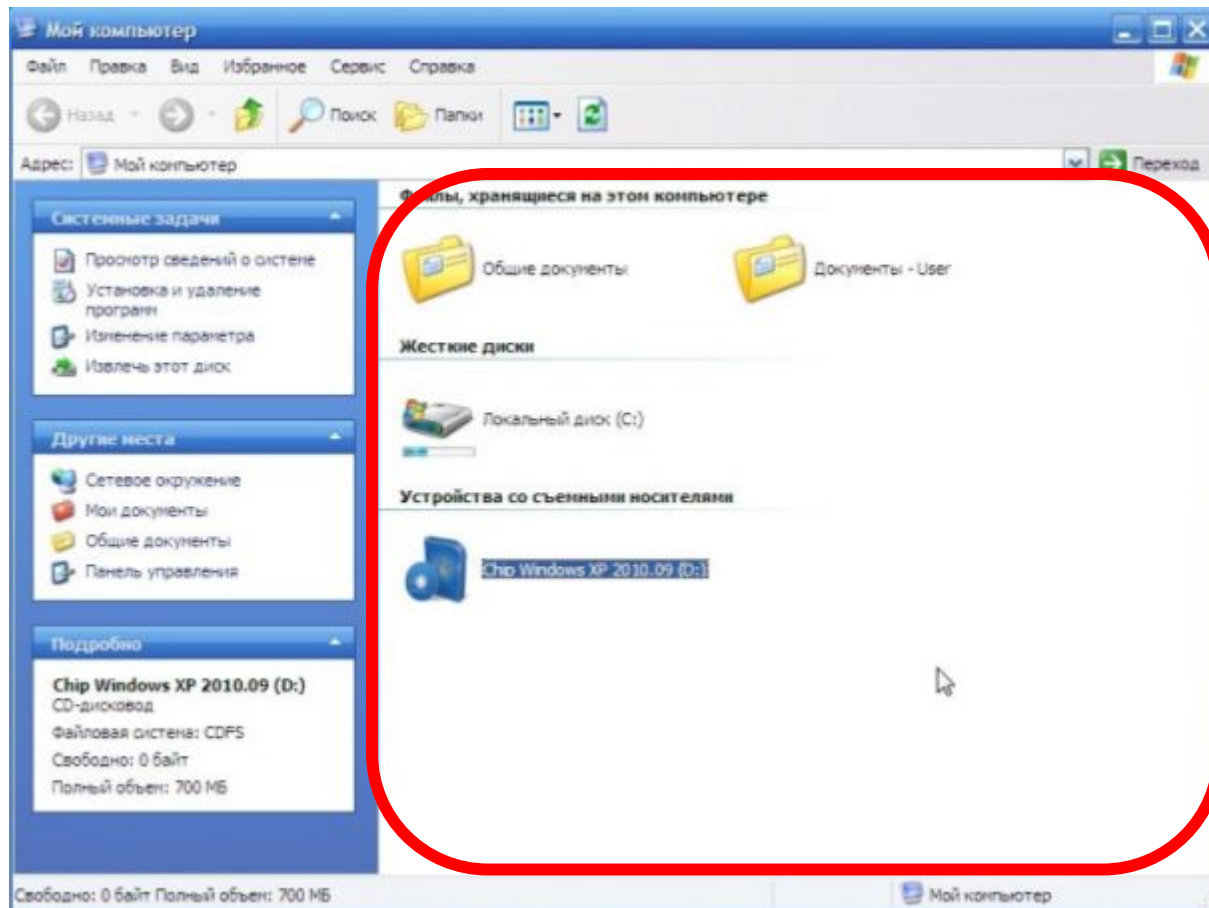 Мой компьютер
Файл Правка Вид Избранное Сервис Справка
Назад Поиск Папки
Адрес: Мой компьютер Переход
Системные задачи
Просмотр сведений о системе
Установка и удаление
программ
Изменение параметра
Извлечь этот диск
Другие места
Сетевое окружение
Мои документы
Общие документы
Панель управления
Подробно
Chip Windows XP 2010.09 (D:)
CD-дисковод
Файловая система: CDFS
Свободно: 0 байт
Полный объем: 700 МБ
Файлы, хранящиеся на этом компьютере
Общие документы
Документы - User
Жесткие диски
Локальный диск (C:)
Устройства со съемными носителями
Chip Windows XP 2010.09 (D:)
Свободно: 0 байт Полный объем: 700 МБ
Мой компьютер